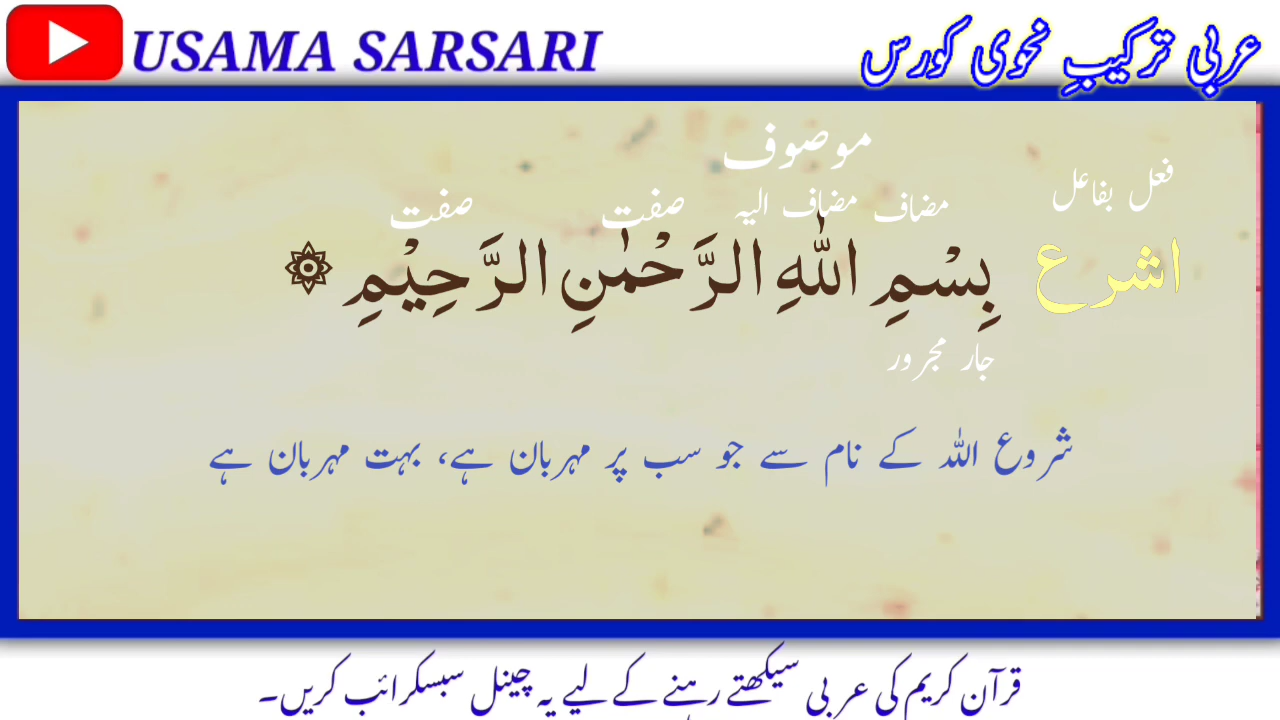 USAMA SARSARI
عربی ترکیبِ نحوی کورس
موصوف
فعل بفاعل
مضاف مضاف الیہ صفت صفت
اشرع بِسْمِ اللّٰهِ الرَّحْمٰنِ الرَّحِيْمِ ۞
جار مجرور
شروع اللہ کے نام سے جو سب پر مہربان ہے، بہت مہربان ہے
قرآن کریم کی عربی سیکھتے رہنے کے لیے یہ چینل سبسکرائب کریں۔